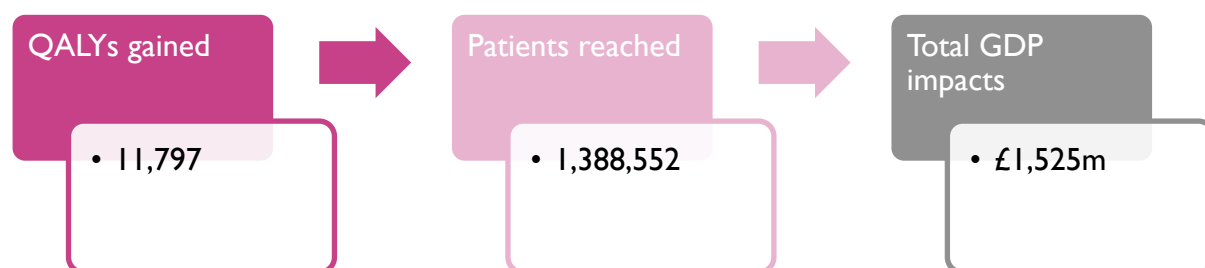 QALYs gained
• 11,797
Patients reached
• 1,388,552
Total GDP
impacts
• £1,525m